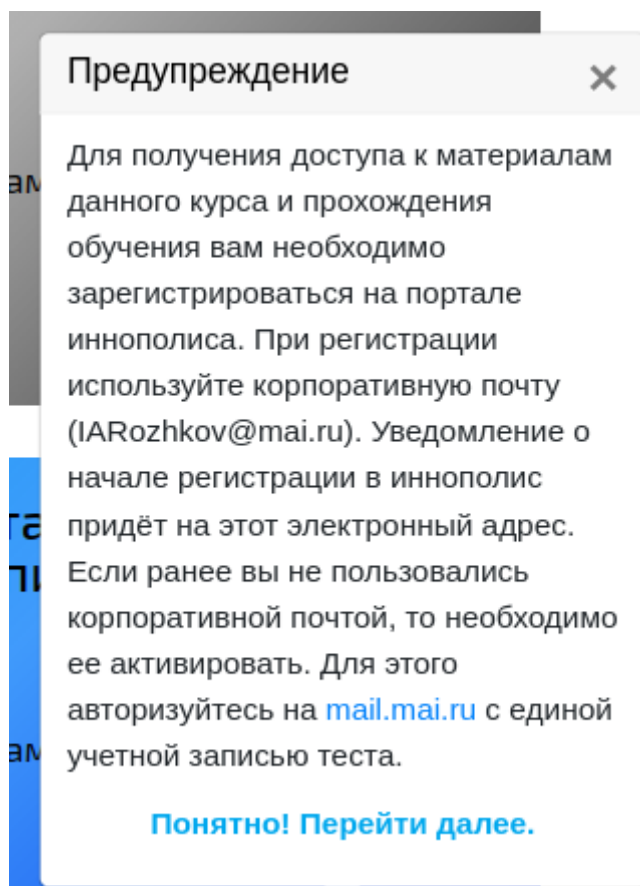 Предупреждение ×
Для получения доступа к материалам
данного курса и прохождения
обучения вам необходимо
зарегистрироваться на портале
иннополиса. При регистрации
используйте корпоративную почту
(IARozhkov@mai.ru). Уведомление о
начале регистрации в иннополис
придёт на этот электронный адрес.
Если ранее вы не пользовались
корпоративной почтой, то необходимо
ее активировать. Для этого
авторизуйтесь на mail.mai.ru с единой
учетной записью теста.
Понятно! Перейти далее.